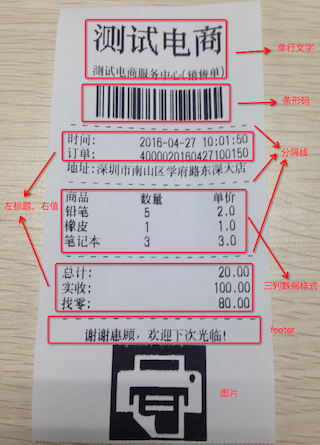 测试电商
单行文字
测试电商服务中心(销售单)
条形码
时间: 2016-04-27 10:01:50
订单: 4000020160427100150
分隔线
地址:深圳市南山区学府路东深大店
左标题，右值
商品 数量 单价
铅笔 5 2.0
橡皮 1 1.0
笔记本 3 3.0
总计: 20.00
三列数据样式
实收: 100.00
找零: 80.00
谢谢惠顾，欢迎下次光临!
footer
图片